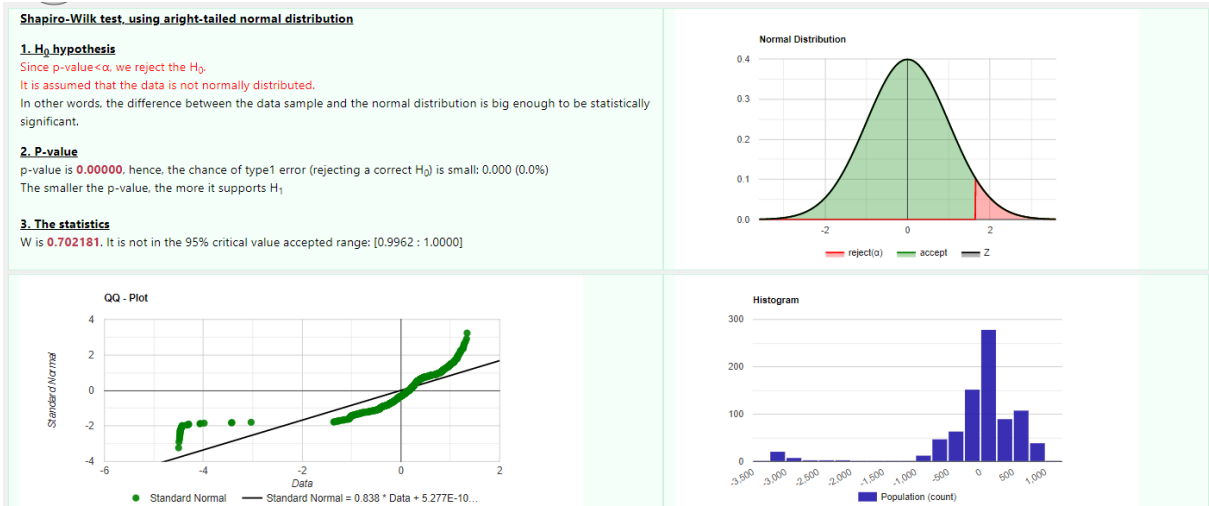 Shapiro-Wilk test, using aright-tailed normal distribution
1. H0 hypothesis
Since p-value<α, we reject the H0.
It is assumed that the data is not normally distributed.
In other words, the difference between the data sample and the normal distribution is big enough to be statistically
significant.
2. P-value
p-value is 0.00000, hence, the chance of type1 error (rejecting a correct H0) is small: 0.000 (0.0%)
The smaller the p-value, the more it supports H1
3. The statistics
W is 0.702181. It is not in the 95% critical value accepted range: [0.9962 : 1.0000]
Normal Distribution
0.4
0.3
0.2
0.1
0.0
-2
0
2
reject(α)
accept
Z
QQ - Plot
Standard Normal
4
2
0
-2
-4
-6
-4
-2
0
2
Data
Standard Normal
Standard Normal = 0.838 * Data + 5.277E-10...
Histogram
300
200
100
0
-3,500
-3,000
-2,500
-2,000
-1,500
-1,000
-500
0
500
1,000
Population (count)